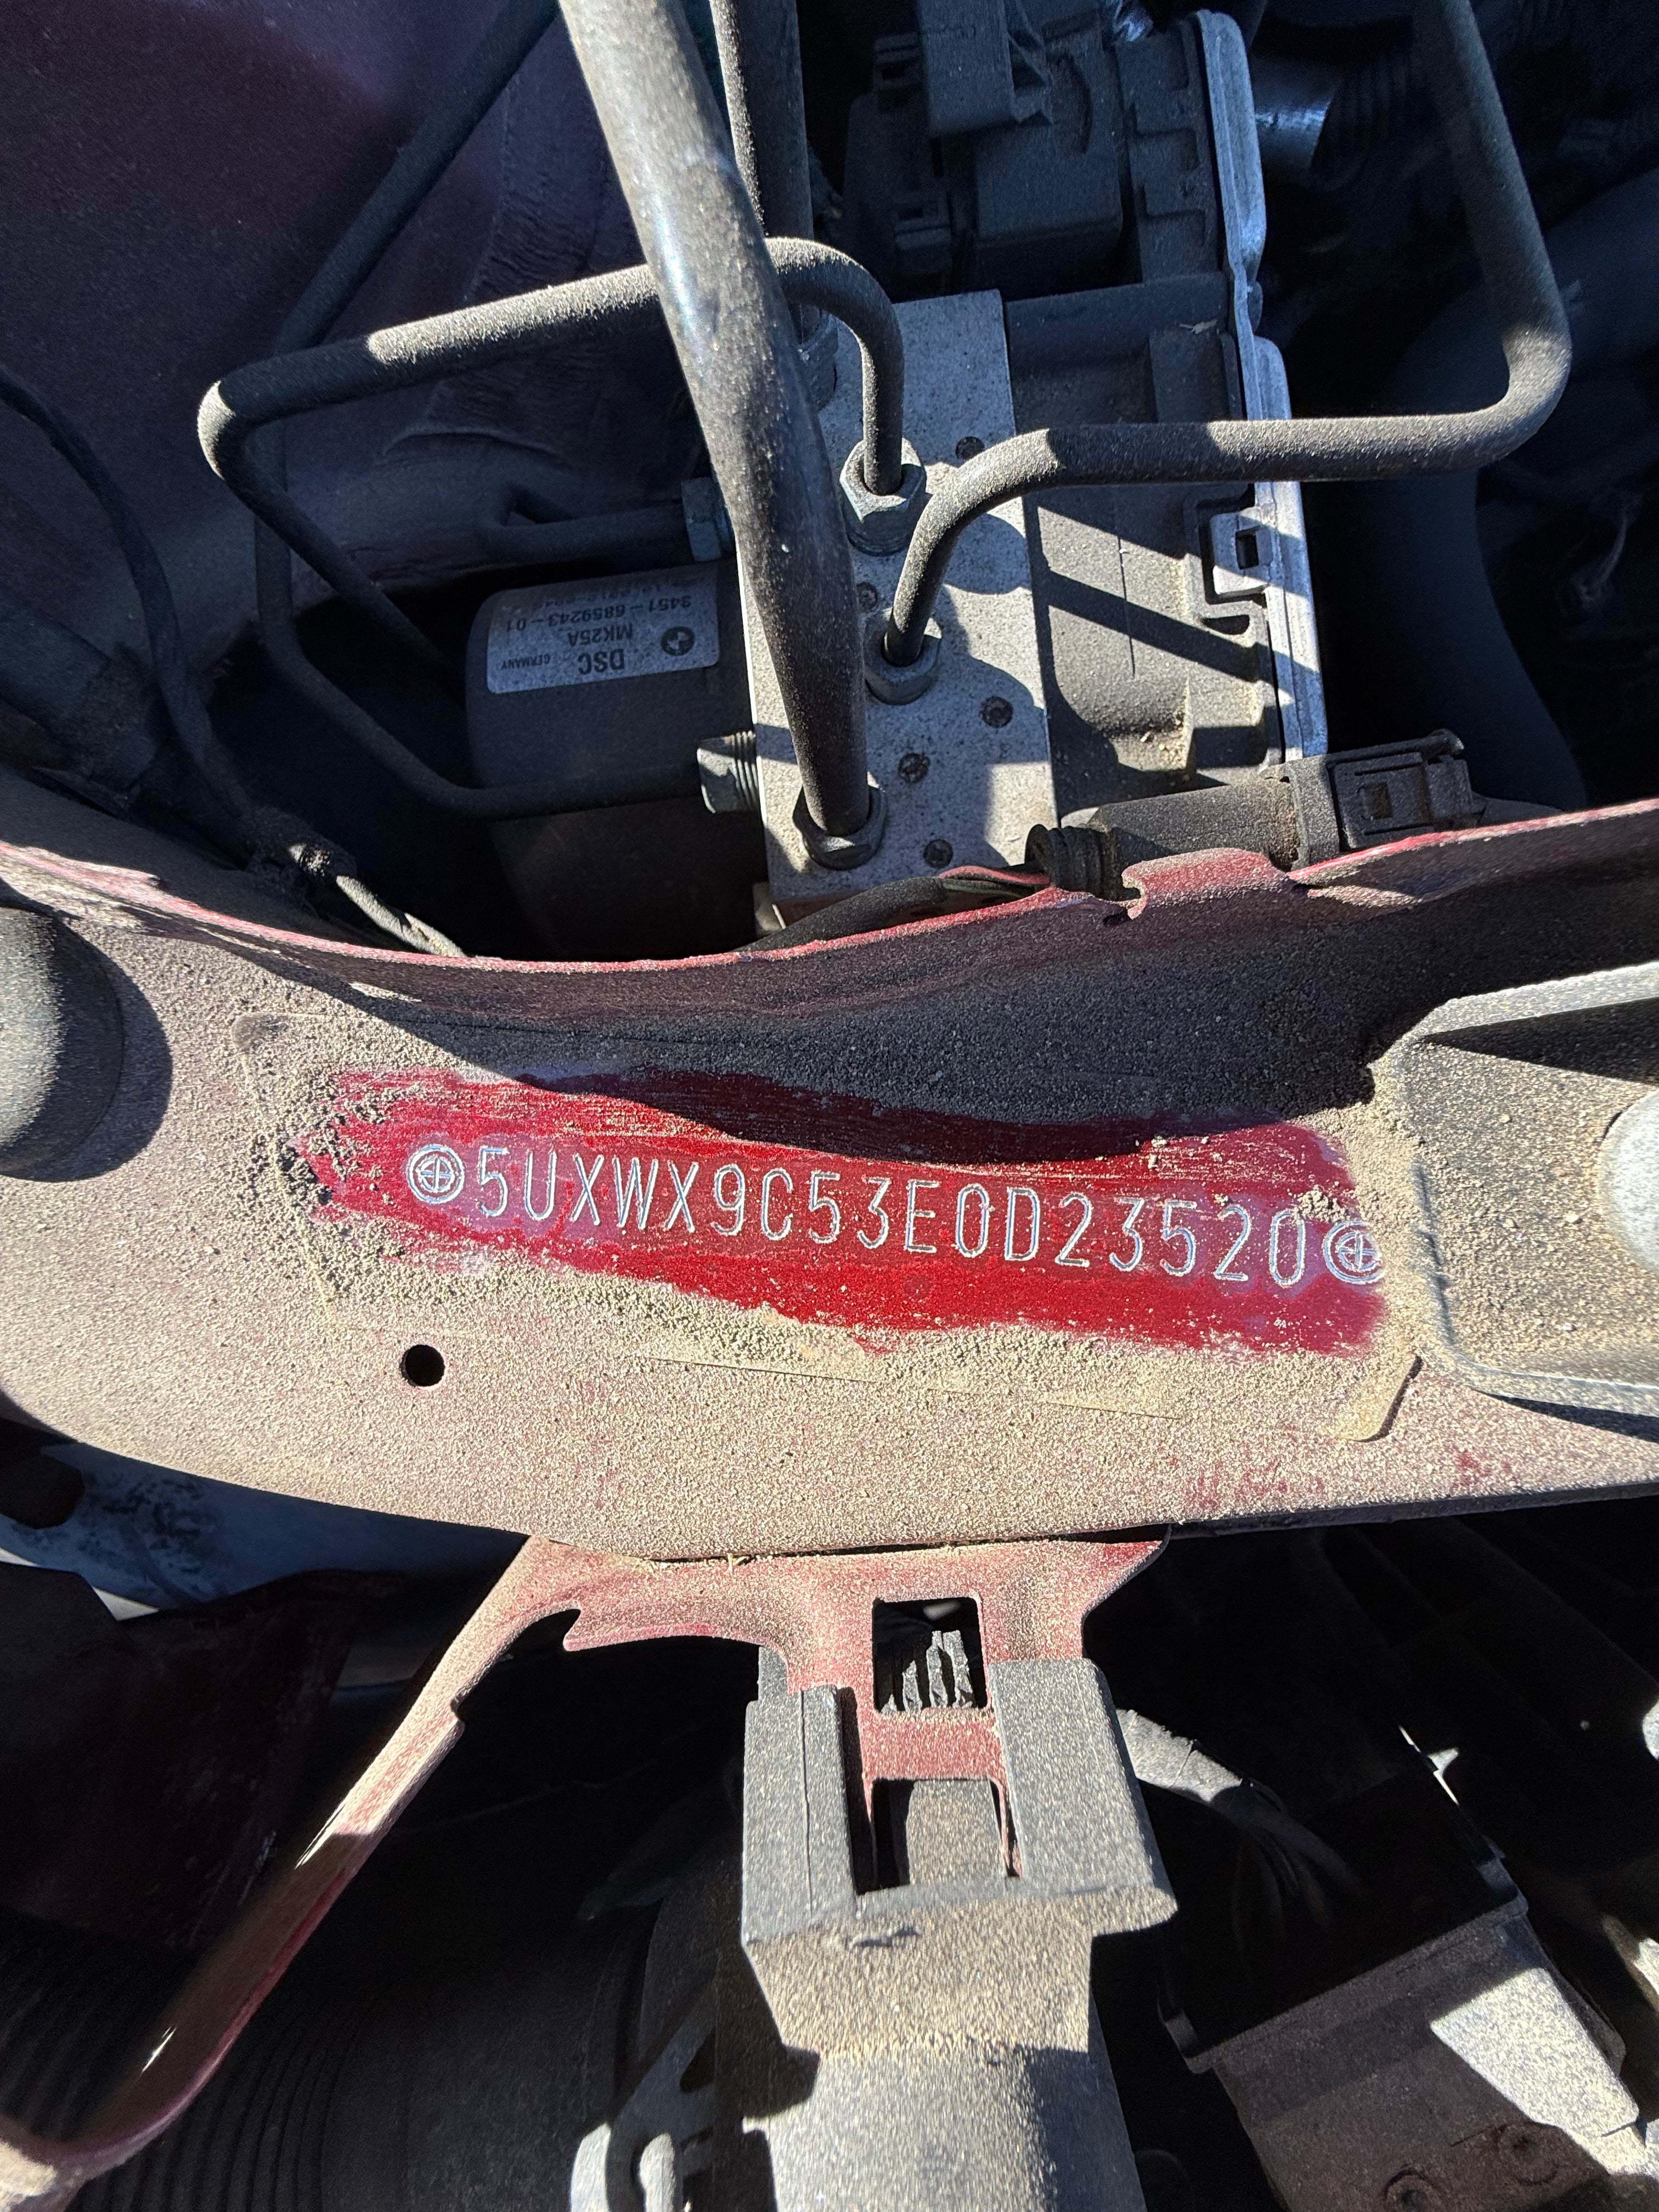 5UXWX9C53E0D23520
DSC GERMANY
MK25A
3451-6859243-01